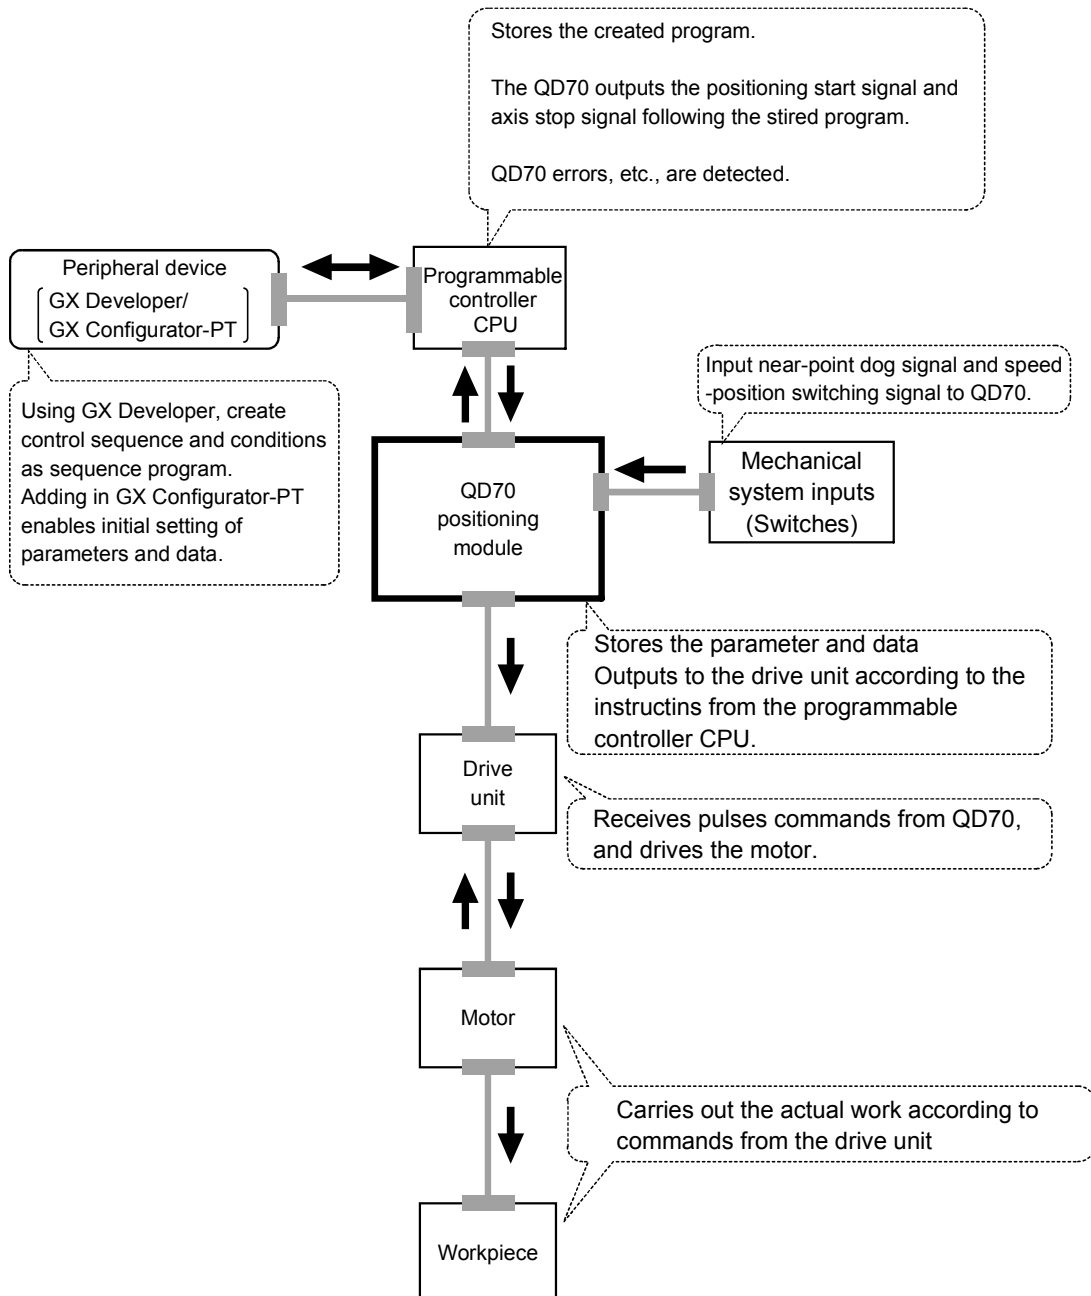 Stores the created program.
The QD70 outputs the positioning start signal and
axis stop signal following the stired program.
QD70 errors, etc., are detected.
Peripheral device
GX Developer/
GX Configurator-PT
Programmable
controller
CPU
Using GX Developer, create
control sequence and conditions
as sequence program.
Adding in GX Configurator-PT
enables initial setting of
parameters and data.
Input near-point dog signal and speed
-position switching signal to QD70.
QD70
positioning
module
Mechanical
system inputs
(Switches)
Stores the parameter and data
Outputs to the drive unit according to the
instructins from the programmable
controller CPU.
Drive
unit
Receives pulses commands from QD70,
and drives the motor.
Motor
Carries out the actual work according to
commands from the drive unit
Workpiece